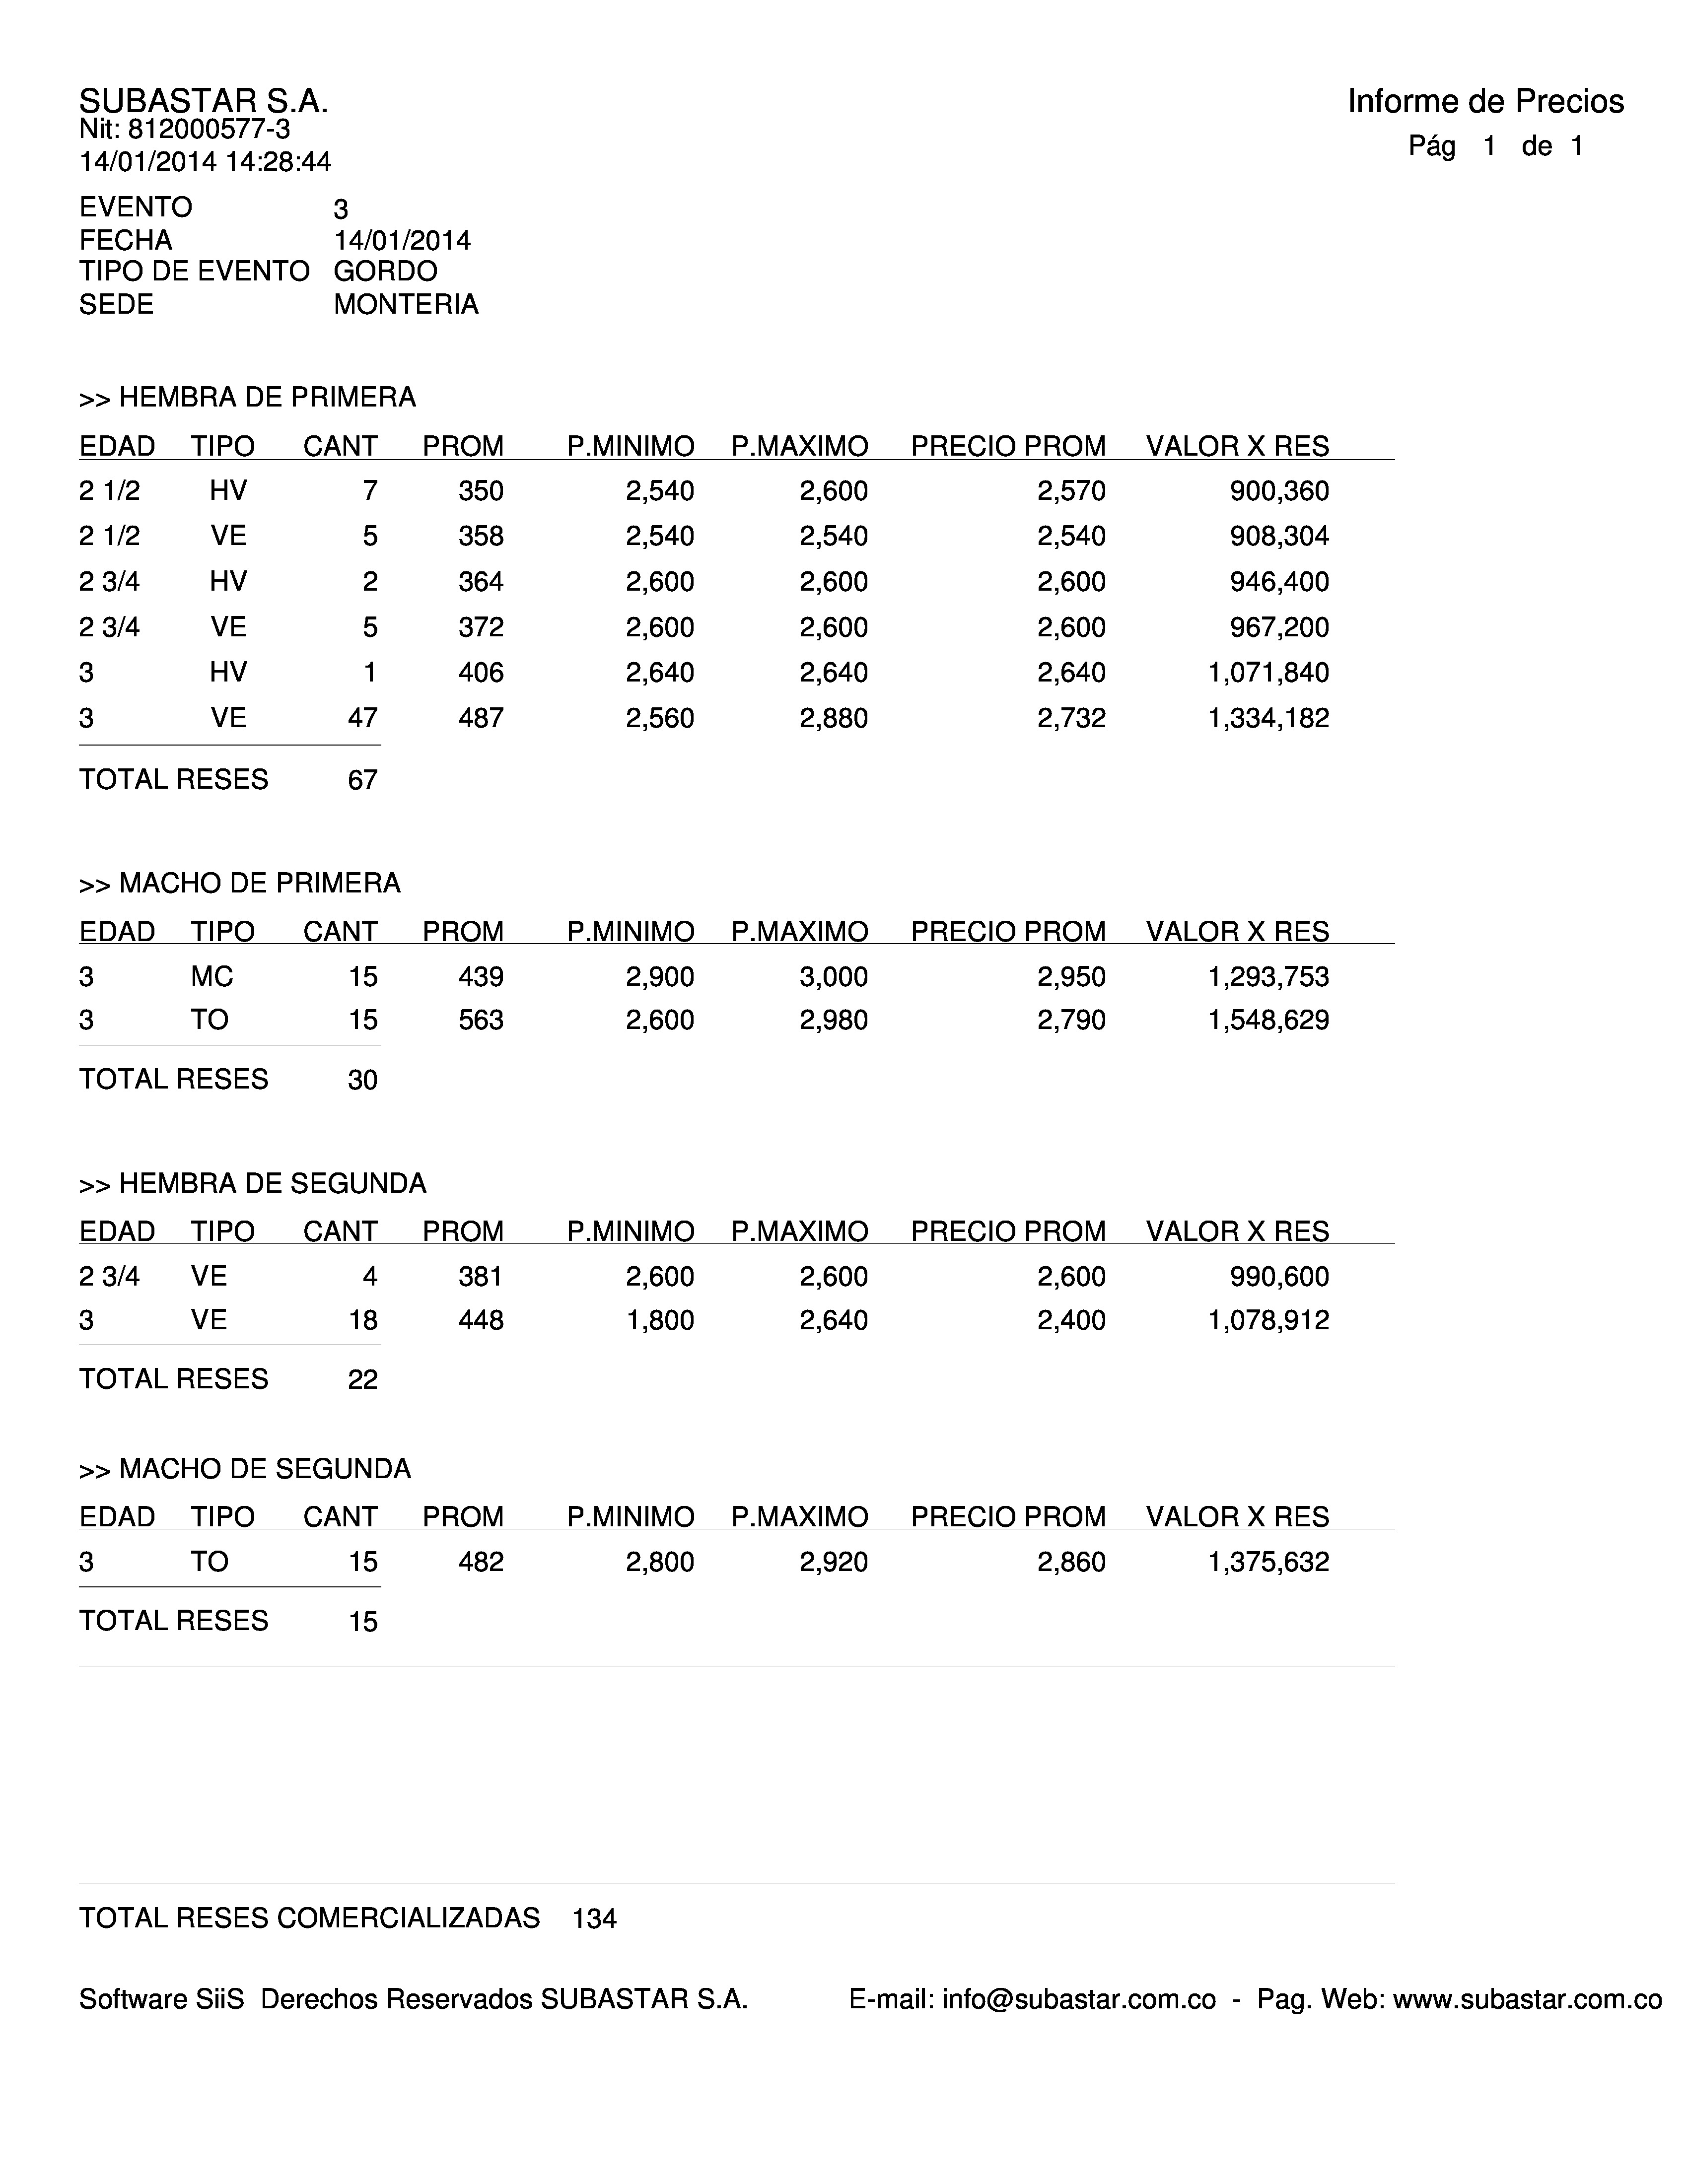 SUBASTAR S.A.
Informe de Precios
Nit: 812000577-3
Pág 1 de 1
14/01/2014 14:28:44
EVENTO 3
FECHA 14/01/2014
TIPO DE EVENTO GORDO
SEDE MONTERIA
>> HEMBRA DE PRIMERA
EDAD TIPO CANT PROM P.MINIMO P.MAXIMO PRECIO PROM VALOR X RES
2 1/2 HV 7 350 2,540 2,600 2,570 900,360
2 1/2 VE 5 358 2,540 2,540 2,540 908,304
2 3/4 HV 2 364 2,600 2,600 2,600 946,400
2 3/4 VE 5 372 2,600 2,600 2,600 967,200
3 HV 1 406 2,640 2,640 2,640 1,071,840
3 VE 47 487 2,560 2,880 2,732 1,334,182
TOTAL RESES 67
>> MACHO DE PRIMERA
EDAD TIPO CANT PROM P.MINIMO P.MAXIMO PRECIO PROM VALOR X RES
3 MC 15 439 2,900 3,000 2,950 1,293,753
3 TO 15 563 2,600 2,980 2,790 1,548,629
TOTAL RESES 30
>> HEMBRA DE SEGUNDA
EDAD TIPO CANT PROM P.MINIMO P.MAXIMO PRECIO PROM VALOR X RES
2 3/4 VE 4 381 2,600 2,600 2,600 990,600
3 VE 18 448 1,800 2,640 2,400 1,078,912
TOTAL RESES 22
>> MACHO DE SEGUNDA
EDAD TIPO CANT PROM P.MINIMO P.MAXIMO PRECIO PROM VALOR X RES
3 TO 15 482 2,800 2,920 2,860 1,375,632
TOTAL RESES 15
TOTAL RESES COMERCIALIZADAS 134
Software SiiS Derechos Reservados SUBASTAR S.A. E-mail: info@subastar.com.co - Pag. Web: www.subastar.com.co